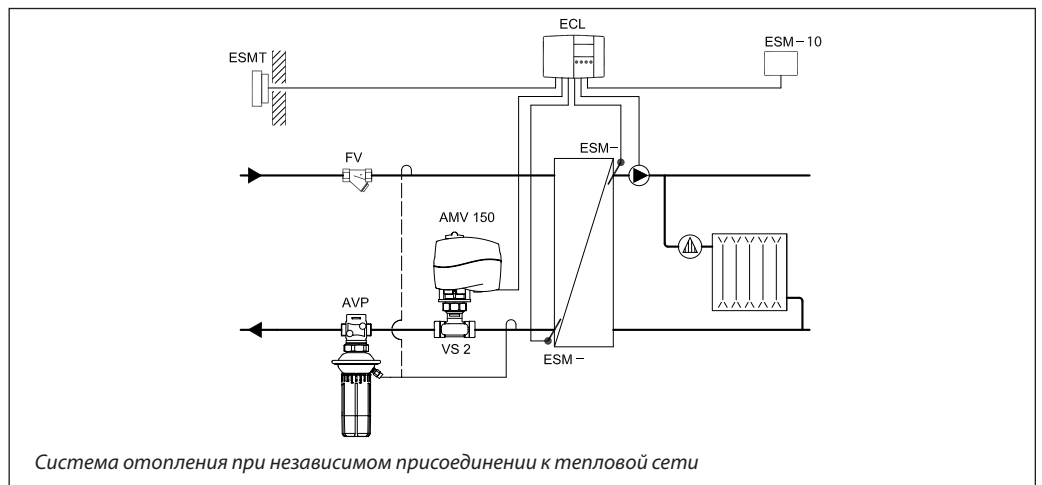 ECL
ESMT
ESM–10
FV
ESM–
AMV 150
AVP
VS 2
ESM–
Система отопления при независимом присоединении к тепловой сети